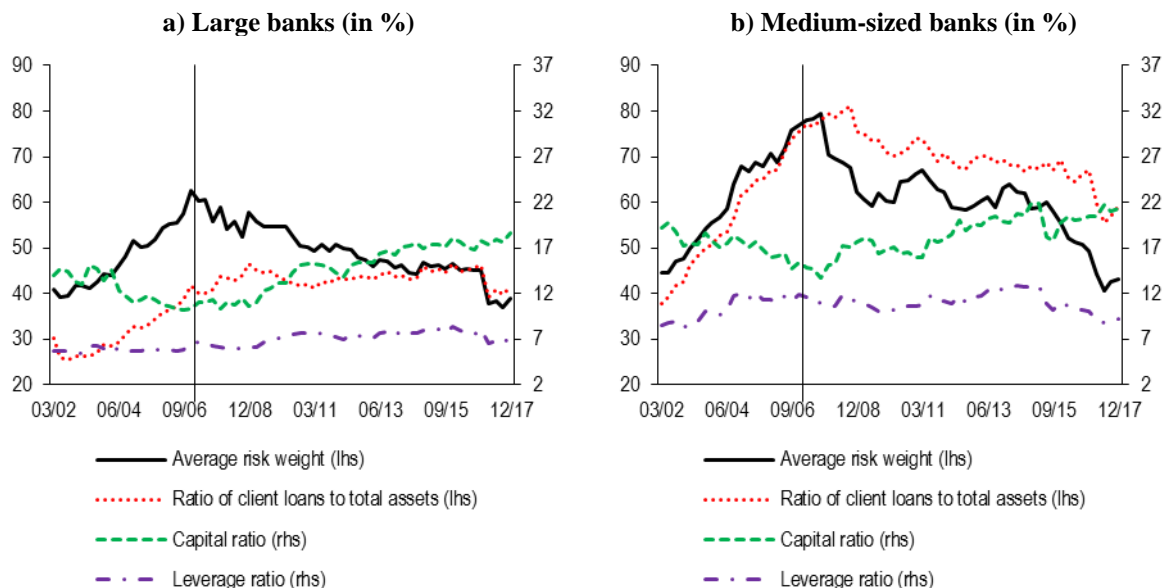 a) Large banks (in %)
90
80
70
60
50
40
30
20
37
32
27
22
17
12
7
2
03/02 06/04 09/06 12/08 03/11 06/13 09/15 12/17
Average risk weight (lhs)
Ratio of client loans to total assets (lhs)
Capital ratio (rhs)
Leverage ratio (rhs)
b) Medium-sized banks (in %)
90
80
70
60
50
40
30
20
37
32
27
22
17
12
7
2
03/02 06/04 09/06 12/08 03/11 06/13 09/15 12/17
Average risk weight (lhs)
Ratio of client loans to total assets (lhs)
Capital ratio (rhs)
Leverage ratio (rhs)